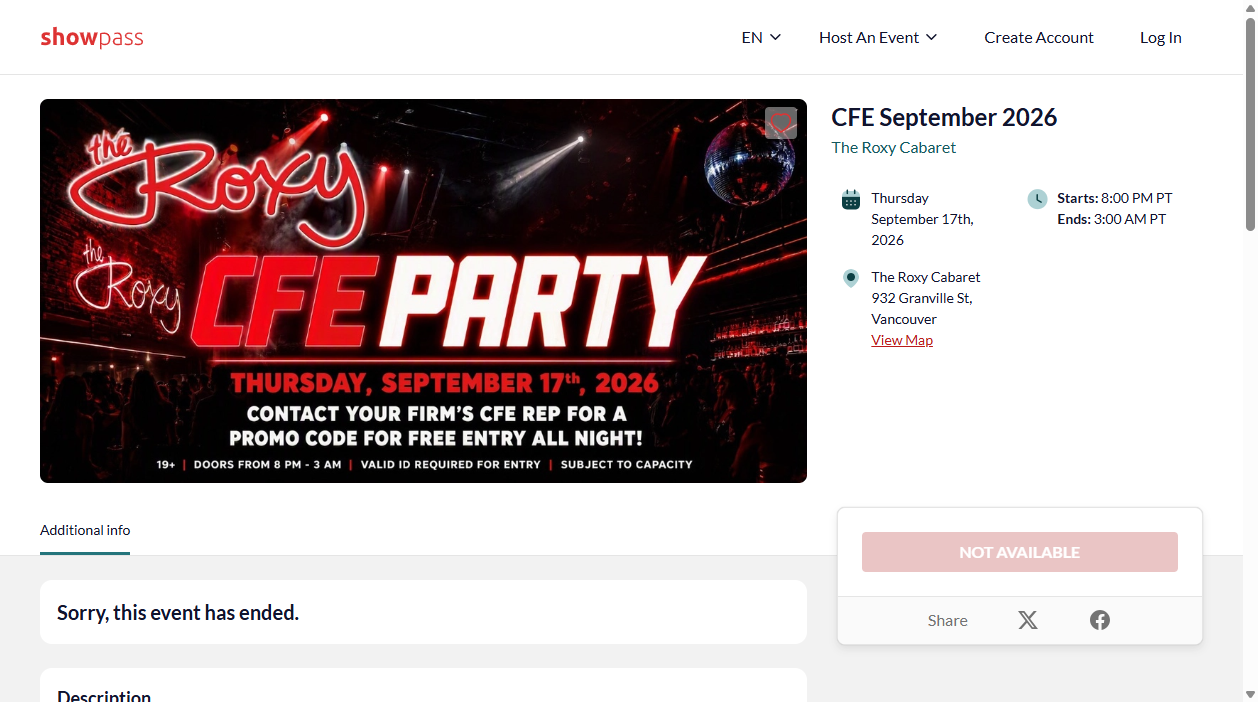 showpass
EN
Host An Event
Create Account
Log In
the Roxy
the Roxy
CFE PARTY
THURSDAY, SEPTEMBER 17th, 2026
CONTACT YOUR FIRM'S CFE REP FOR A
PROMO CODE FOR FREE ENTRY ALL NIGHT!
19+ | DOORS FROM 8 PM - 3 AM | VALID ID REQUIRED FOR ENTRY | SUBJECT TO CAPACITY
CFE September 2026
The Roxy Cabaret
Thursday
September 17th,
2026
Starts: 8:00 PM PT
Ends: 3:00 AM PT
The Roxy Cabaret
932 Granville St,
Vancouver
View Map
Additional info
NOT AVAILABLE
Share
Sorry, this event has ended.
Description